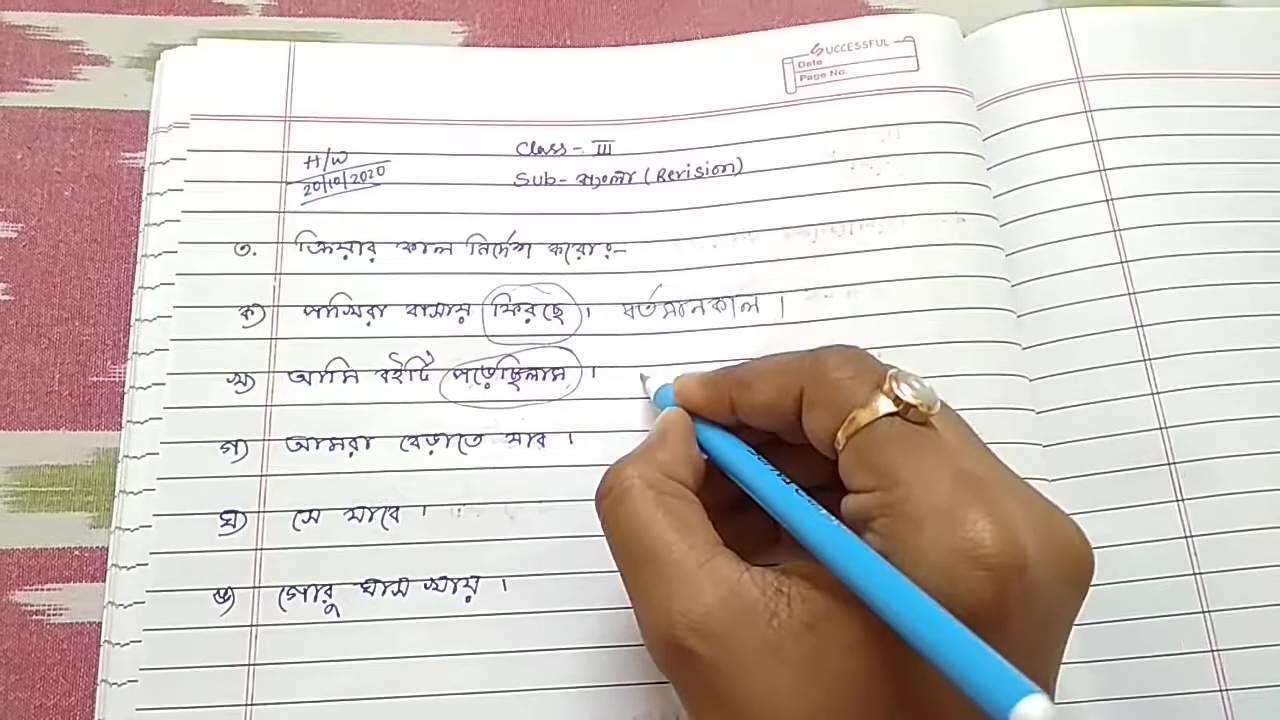 SUCCESSFUL
Date
Page No.
Class - III
H/W
20/10/2020
Sub - বাংলা (Revision)
৩. ক্রিয়ার কাল নির্দেশ করো :-
ক) পাখিরা বাসায় ফিরছে । বর্তমানকাল ।
খ) আমি বইটি পড়েছিলাম ।
গ) আমরা বেড়াতে যাব ।
ঘ) সে যাবে ।
ঙ) গোরু ঘাস খায় ।